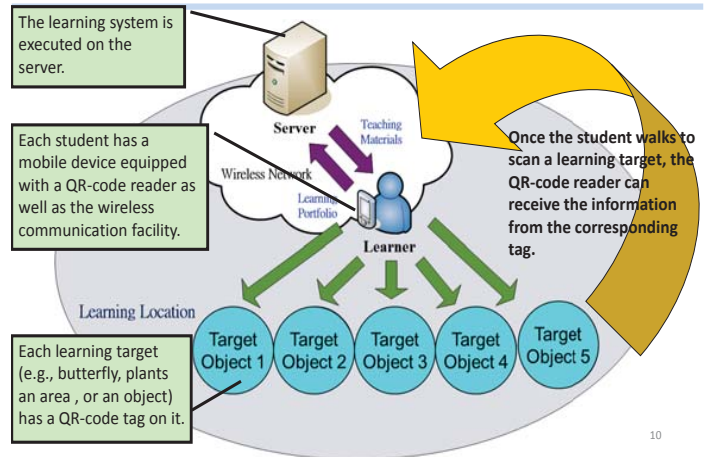 The learning system is
executed on the
server.
Server
Teaching
Materials
Each student has a
mobile device equipped
with a QR-code reader as
well as the wireless
communication facility.
Wireless Network
Learning
Portfolio
Learner
Once the student walks to
scan a learning target, the
QR-code reader can
receive the information
from the corresponding
tag.
Learning Location
Target
Object 1
Target
Object 2
Target
Object 3
Target
Object 4
Target
Object 5
Each learning target
(e.g., butterfly, plants
an area , or an object)
has a QR-code tag on it.
10